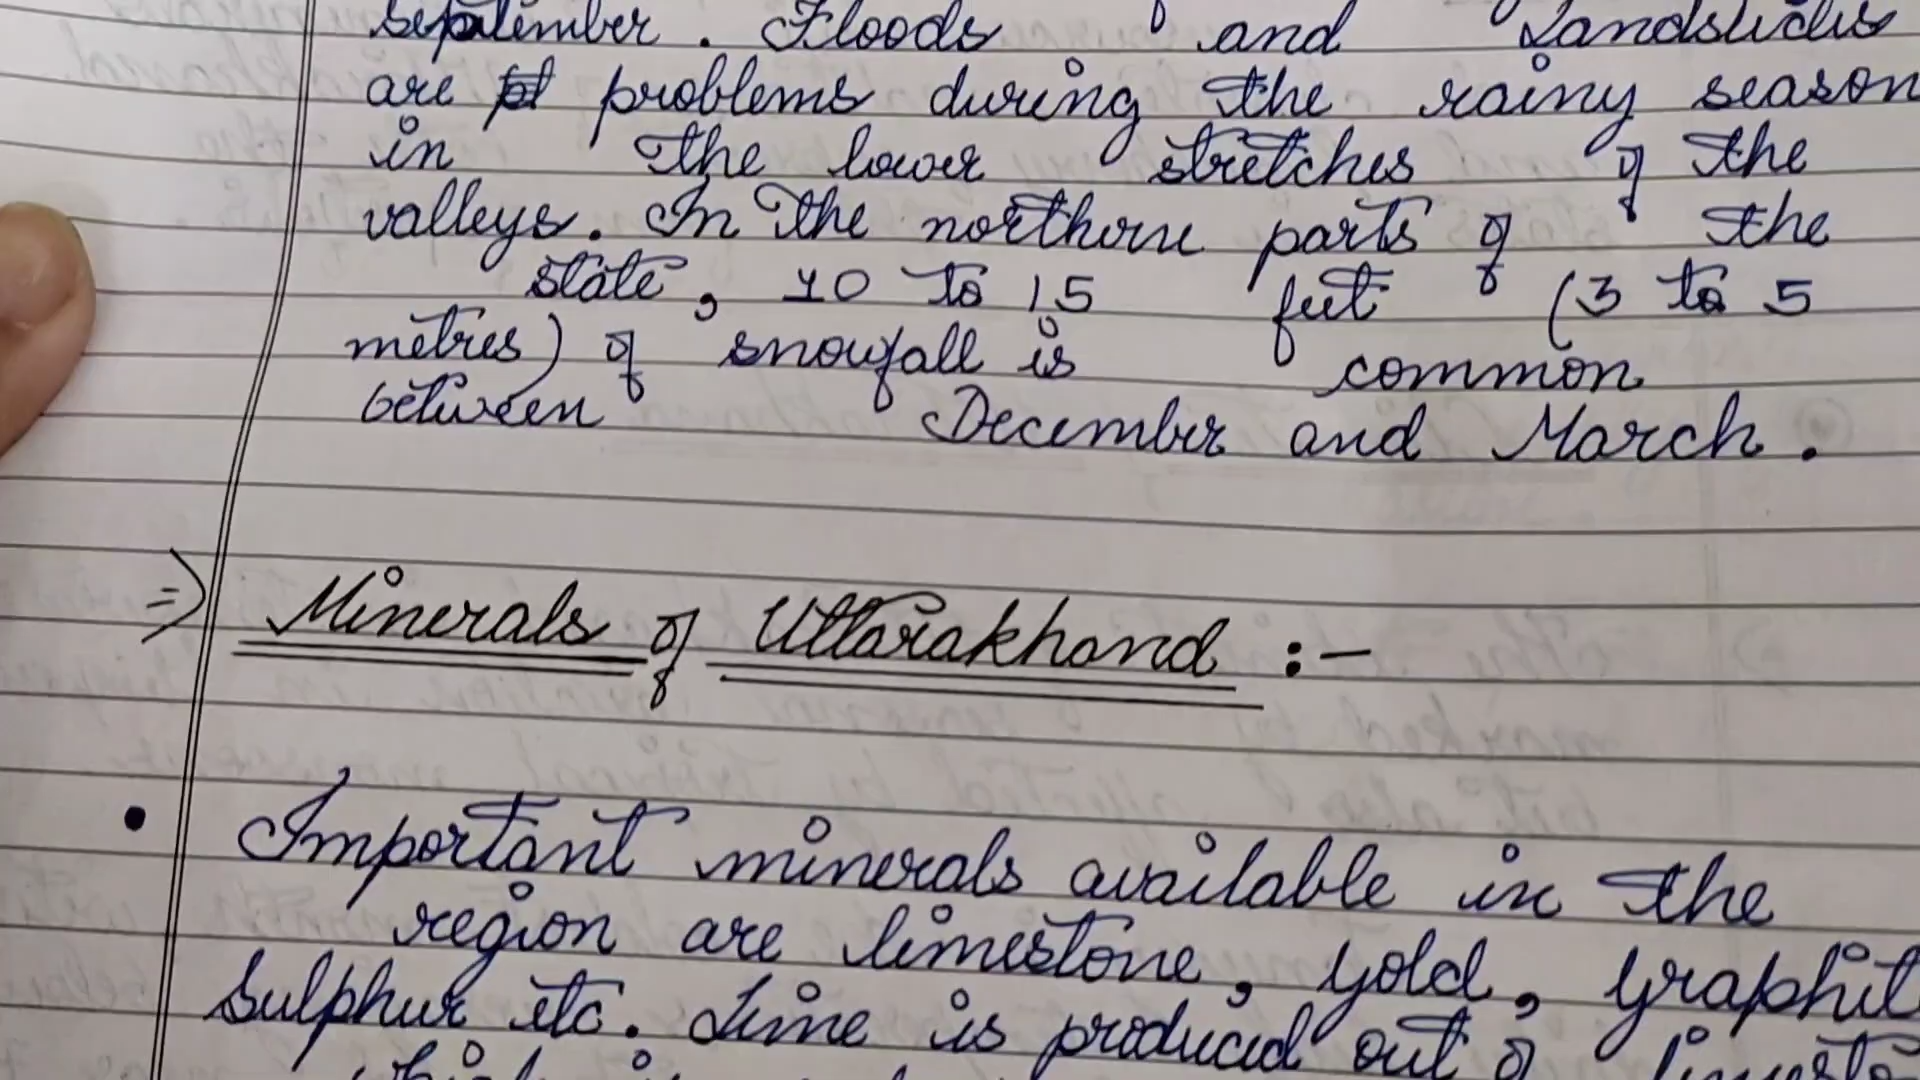 September. Floods and Landslides
are problems during the rainy season
in the lower stretches of the
valleys. In the northern parts of the
state, 10 to 15 feet (3 to 5
metres) of snowfall is common
between December and March.
⇒ Minerals of Uttarakhand :-
• Important minerals available in the
region are limestone, gold, graphit
Sulphur etc. Lime is produced out of